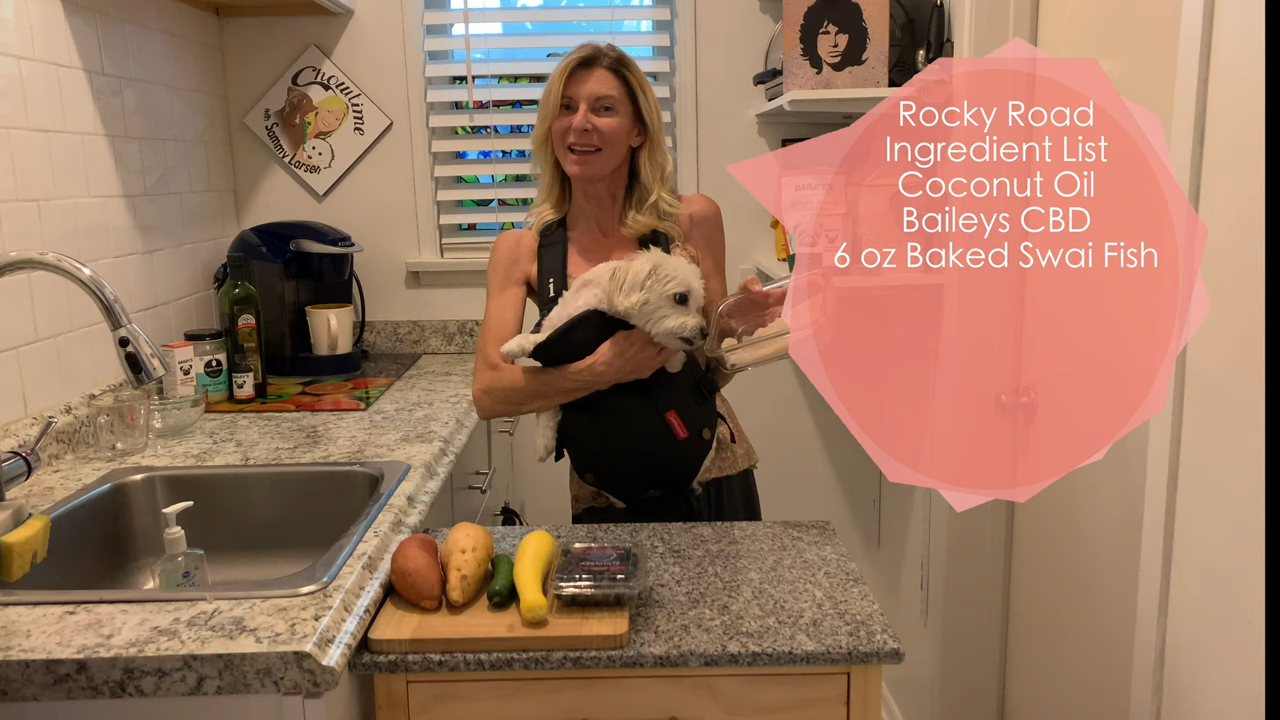 Chowtime
with
Sammy Larsen
Rocky Road
Ingredient List
Coconut Oil
Baileys CBD
6 oz Baked Swai Fish
i